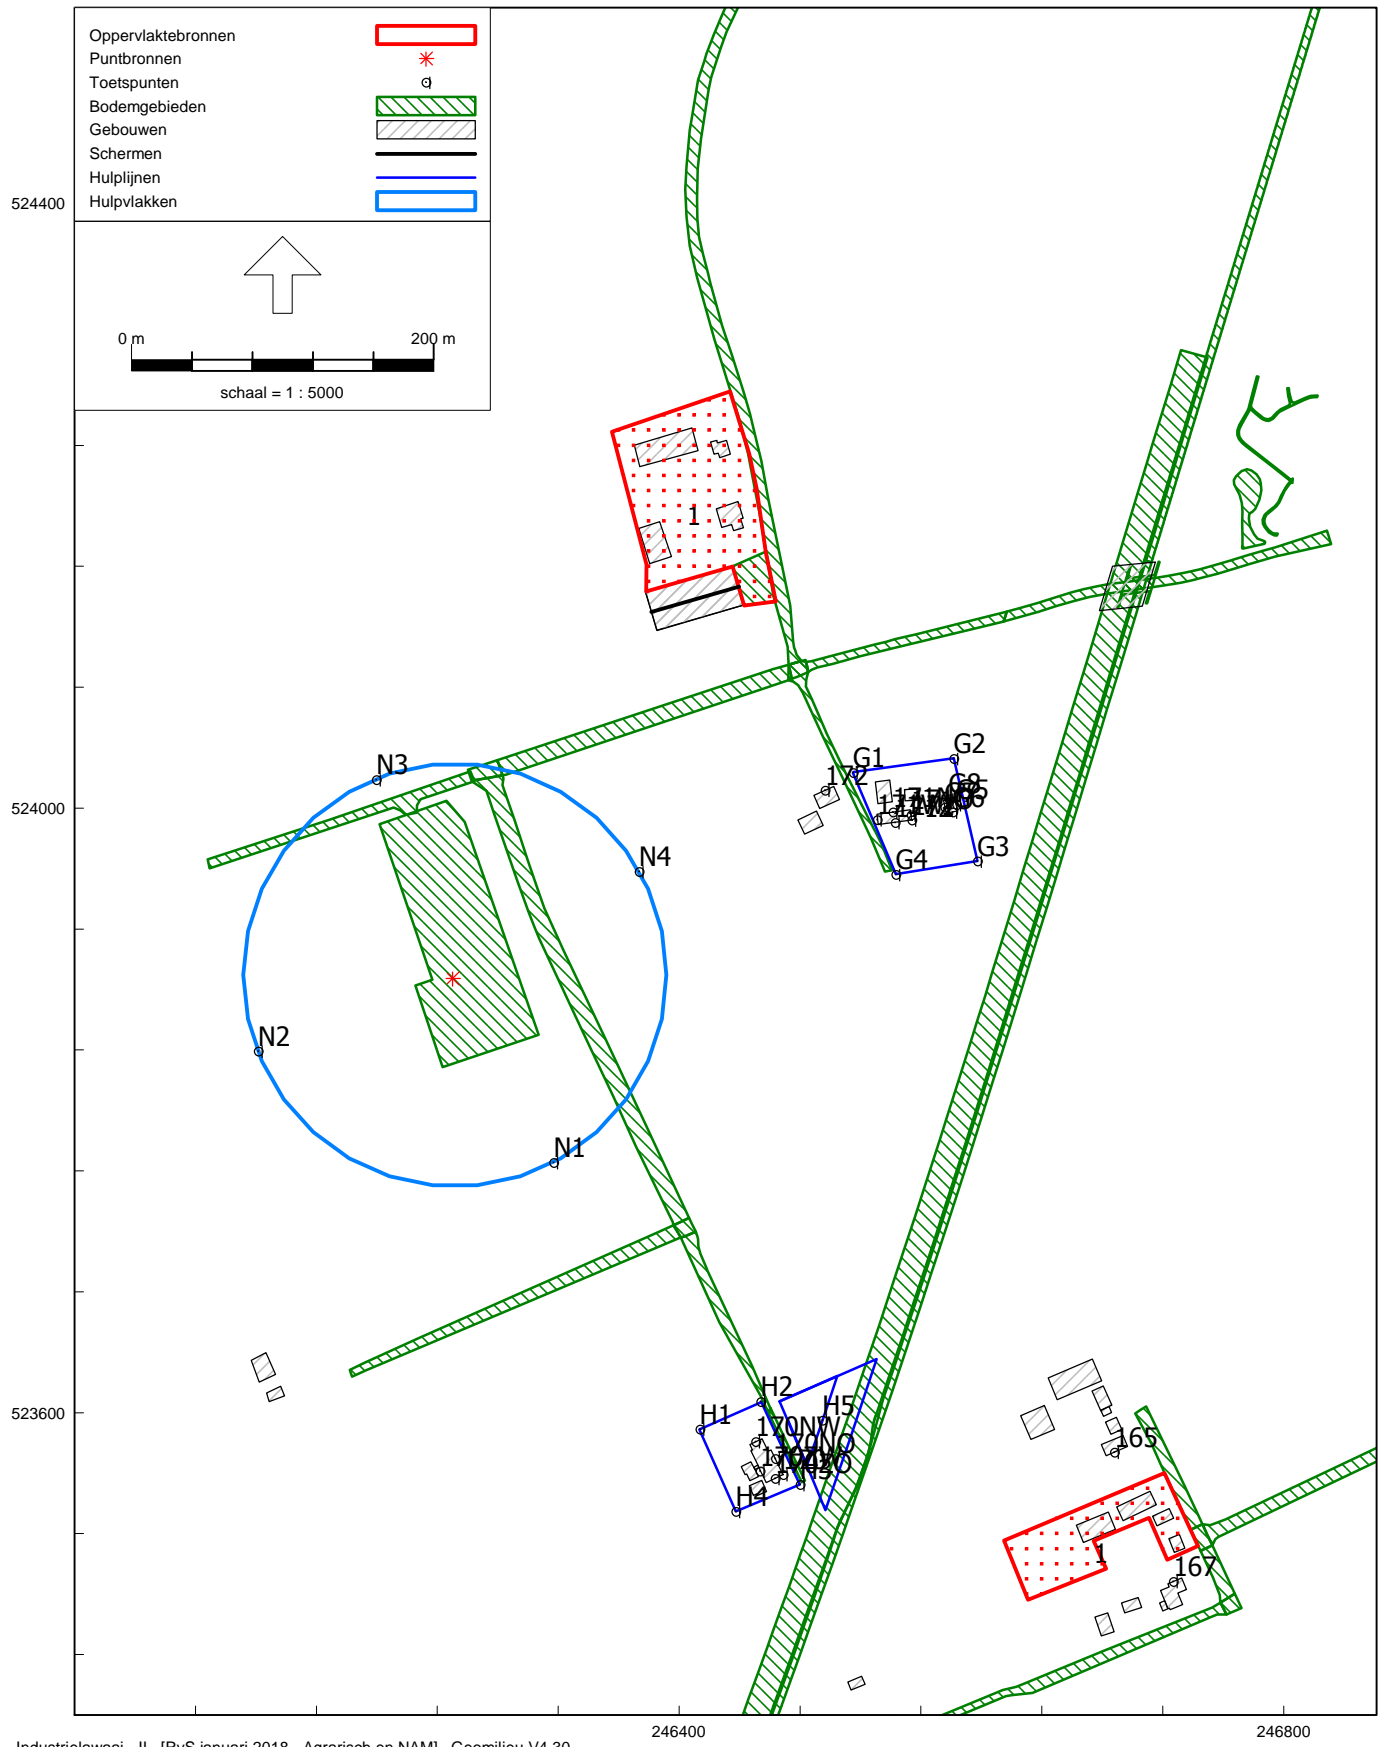 Oppervlaktebronnen
Puntbronnen
Toetspunten
Bodemgebieden
Gebouwen
Schermen
Hulplijnen
Hulpvlakken
524400
0 m 200 m
schaal = 1 : 5000
1
N3
G1
G2
172
524000
N4
G4
G3
N2
N1
H2
H1
H5
523600
170NW
165
H4
1
167
246400
246800